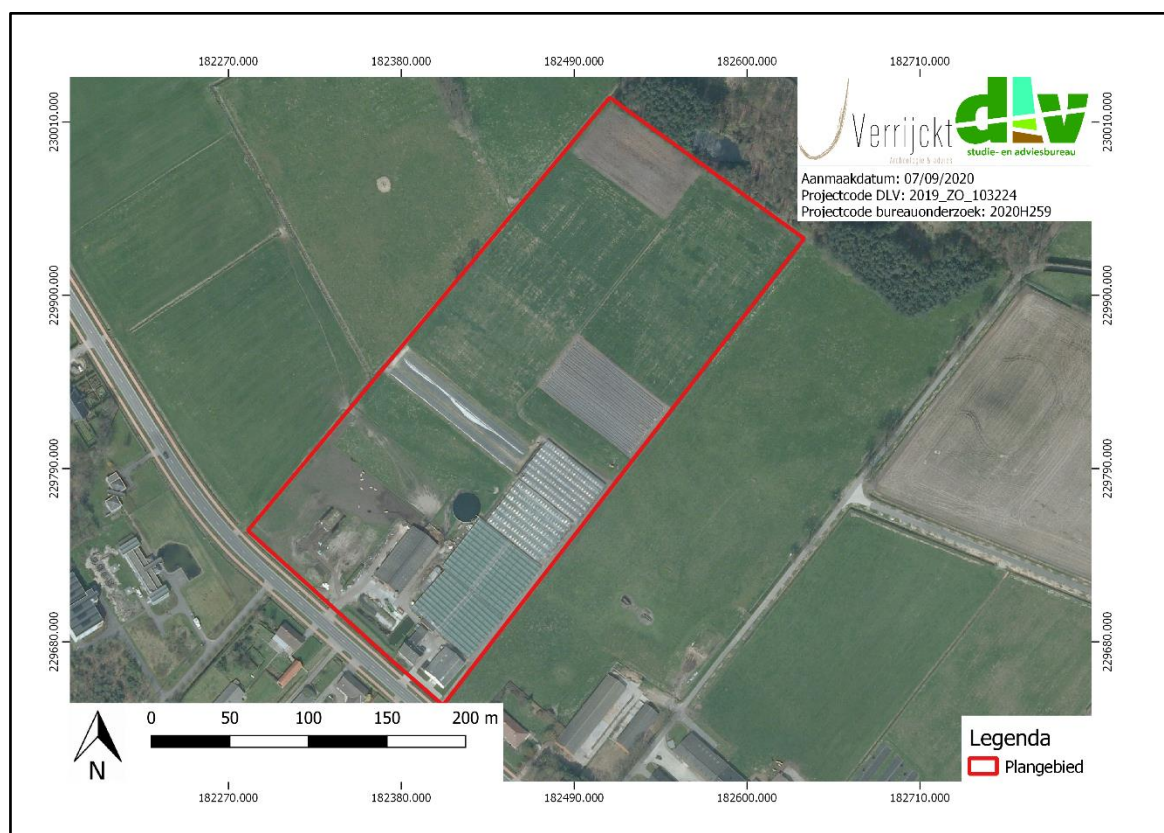 182270.000 182380.000 182490.000 182600.000 182710.000
230010.000
229900.000
229790.000
229680.000
Verrijckt
dlv
studie- en adviesbureau
Aanmaakdatum: 07/09/2020
Projectcode DLV: 2019_ZO_103224
Projectcode bureauonderzoek: 2020H259
230010.000
229900.000
229790.000
229680.000
0 50 100 150 200 m
N
Legenda
Plangebied
182270.000 182380.000 182490.000 182600.000 182710.000